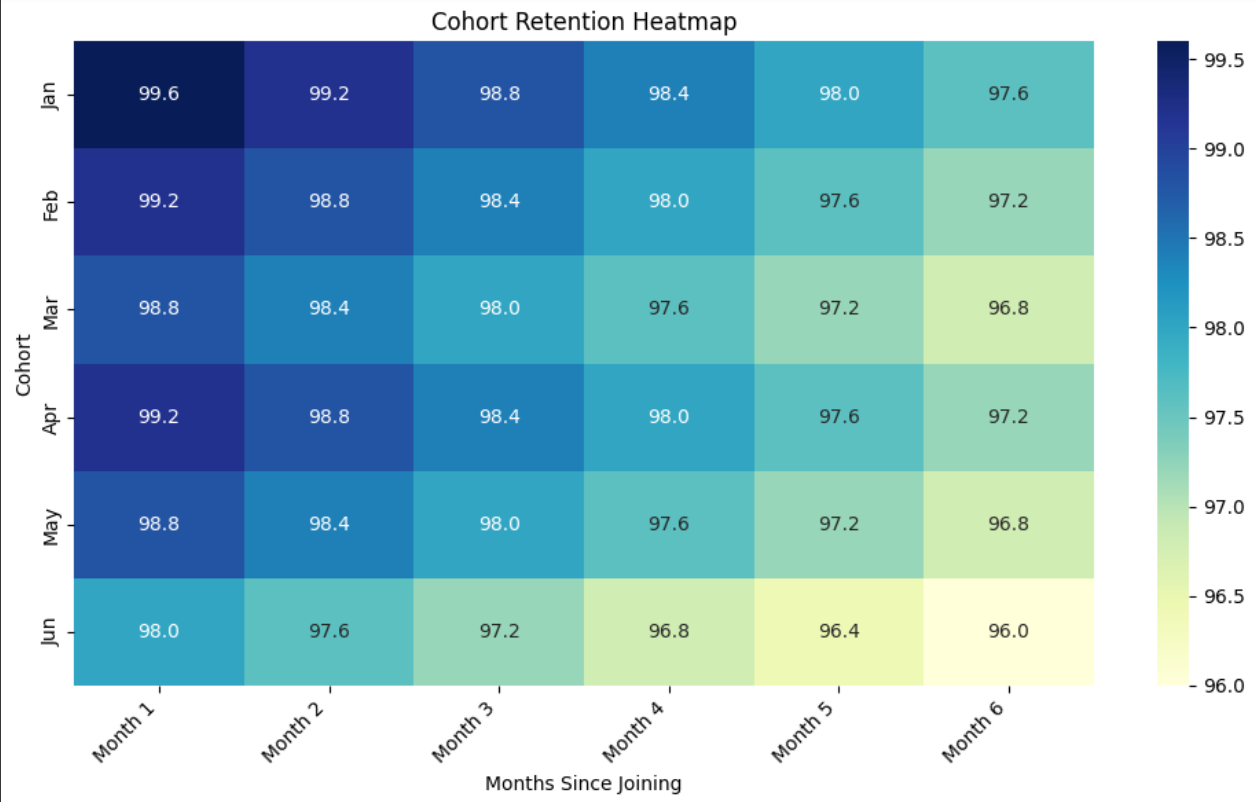 Cohort Retention Heatmap
Jan 99.6 99.2 98.8 98.4 98.0 97.6
Feb 99.2 98.8 98.4 98.0 97.6 97.2
Mar 98.8 98.4 98.0 97.6 97.2 96.8
Apr 99.2 98.8 98.4 98.0 97.6 97.2
May 98.8 98.4 98.0 97.6 97.2 96.8
Jun 98.0 97.6 97.2 96.8 96.4 96.0
Cohort
Month 1 Month 2 Month 3 Month 4 Month 5 Month 6
Months Since Joining
99.5
99.0
98.5
98.0
97.5
97.0
96.5
96.0